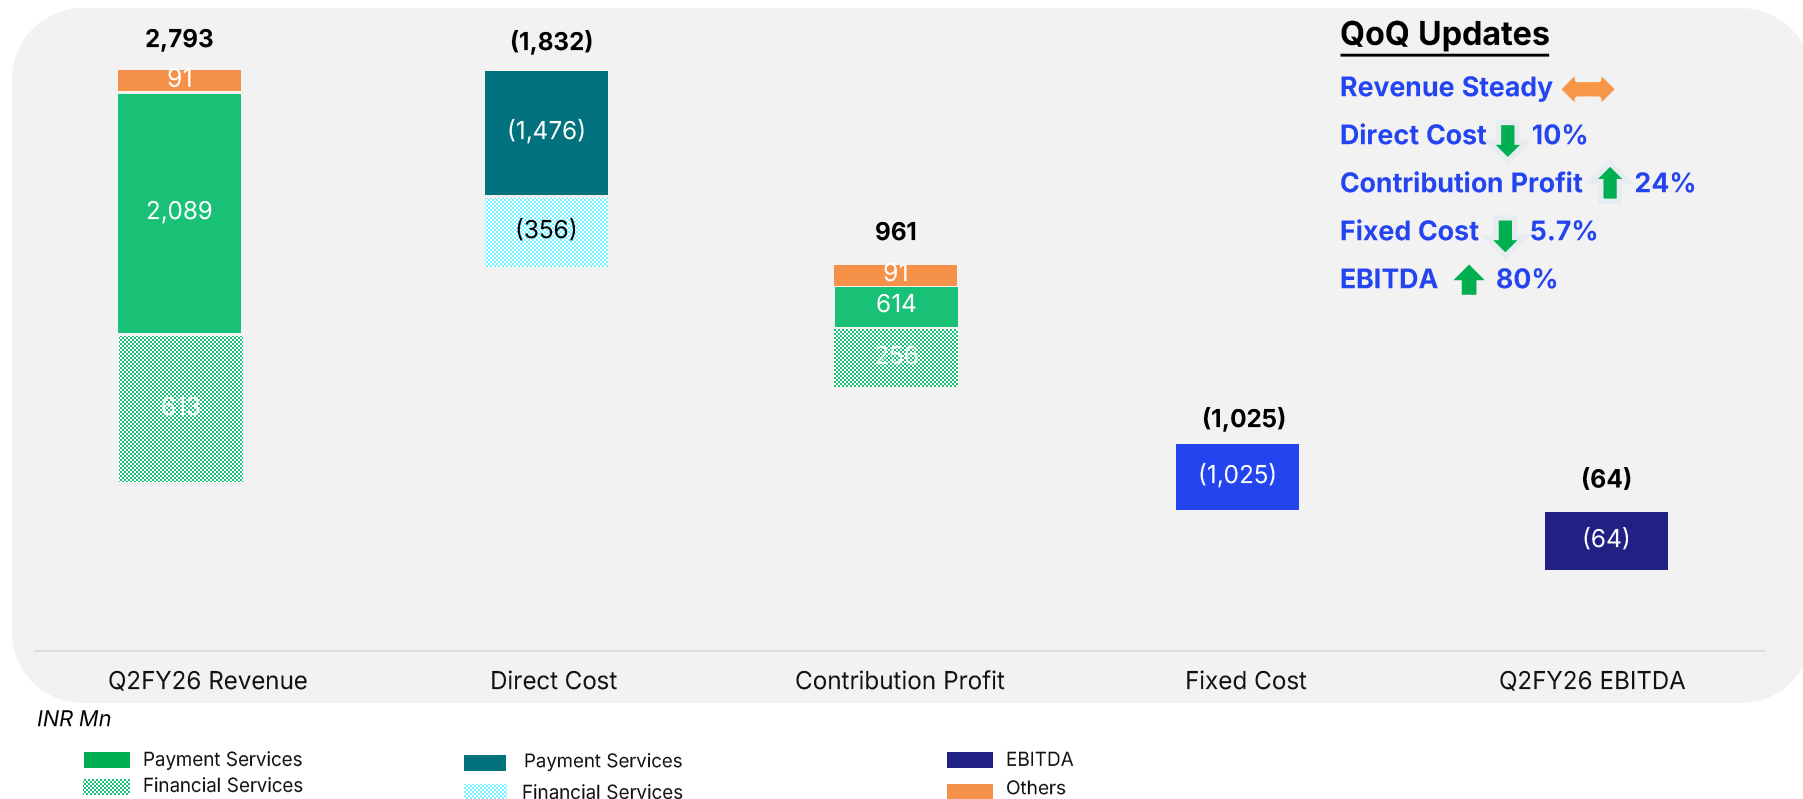 2,793
91
2,089
613
(1,832)
(1,476)
(356)
961
91
614
256
(1,025)
(1,025)
(64)
(64)
QoQ Updates
Revenue Steady
Direct Cost 10%
Contribution Profit 24%
Fixed Cost 5.7%
EBITDA 80%
Q2FY26 Revenue
Direct Cost
Contribution Profit
Fixed Cost
Q2FY26 EBITDA
INR Mn
Payment Services
Financial Services
Payment Services
Financial Services
EBITDA
Others